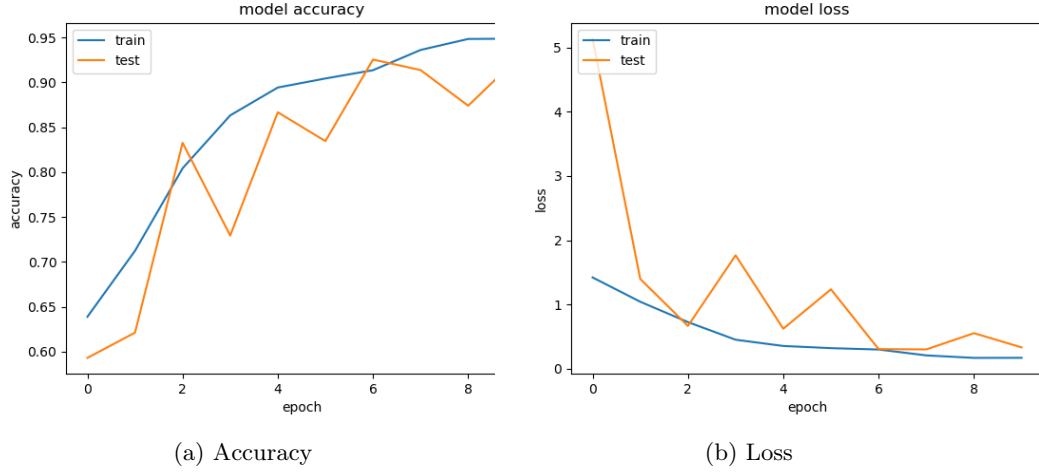 model accuracy
train
test
0.95
0.90
0.85
0.80
0.75
0.70
0.65
0.60
accuracy
0 2 4 6 8
epoch
(a) Accuracy
model loss
train
test
5
4
3
2
1
0
loss
0 2 4 6 8
epoch
(b) Loss